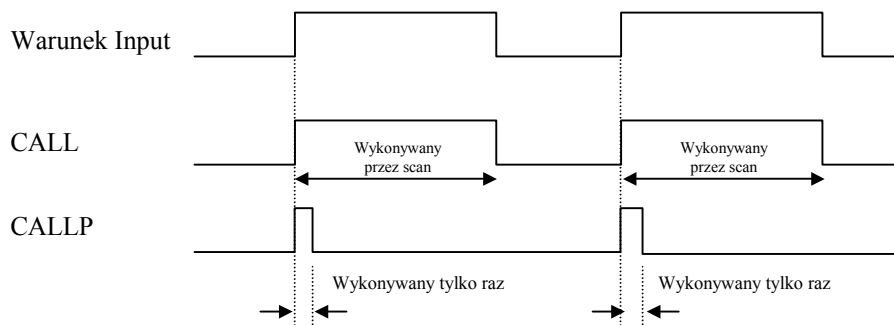 Warunek Input
CALL
Wykonywany
przez scan
Wykonywany
przez scan
CALLP
Wykonywany tylko raz
Wykonywany tylko raz